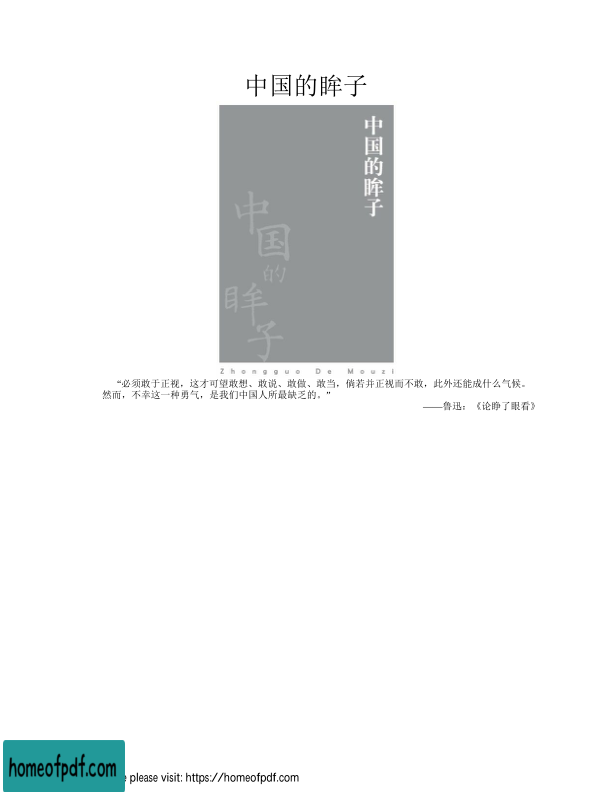 中国的眸子
中国的眸子
中
国
的
眸
子
Zhongguo De Mouzi
“必须敢于正视，这才可望敢想、敢说、敢做、敢当，倘若并正视而不敢，此外还能成什么气候。
然而，不幸这一种勇气，是我们中国人所最缺乏的。”
——鲁迅：《论睁了眼看》
homeofpdf.com
e please visit: https://homeofpdf.com